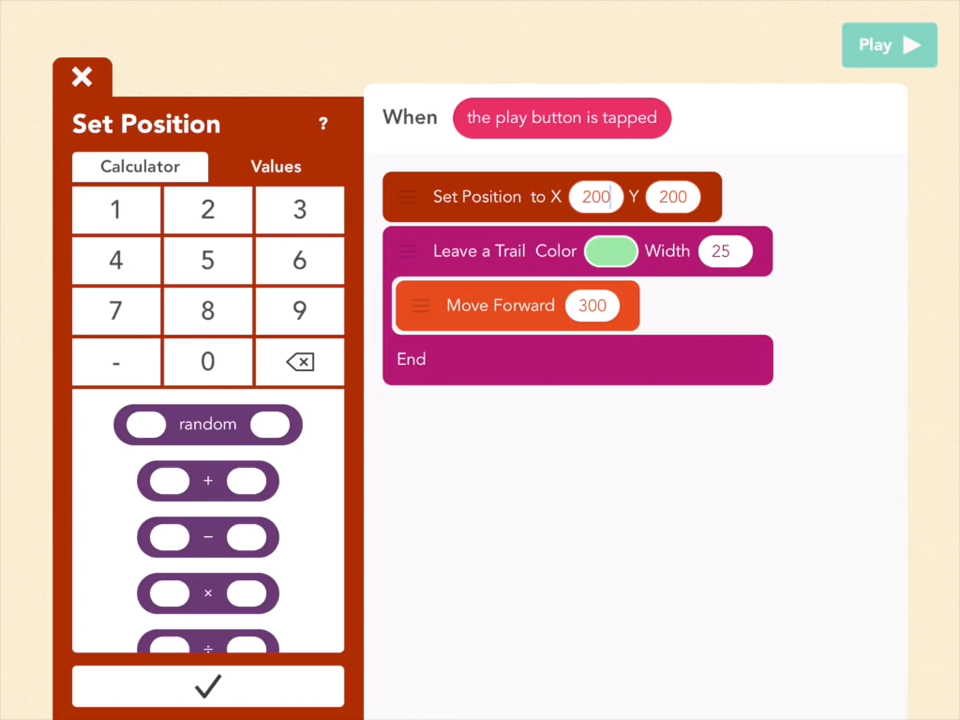 Play
Set Position ?
Calculator Values
1 2 3
4 5 6
7 8 9
- 0
random
+
−
×
÷
When the play button is tapped
Set Position to X 200 Y 200
Leave a Trail Color Width 25
Move Forward 300
End